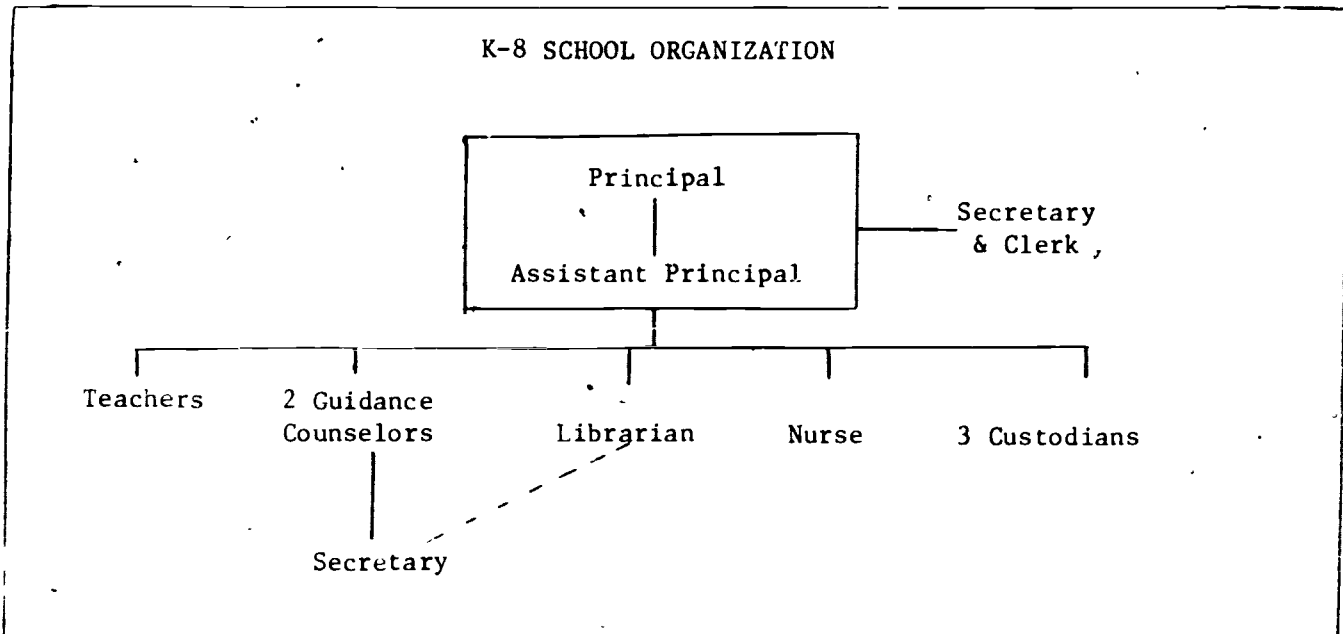 K-8 SCHOOL ORGANIZATION
Principal
Secretary
& Clerk
Assistant Principal
Teachers
2 Guidance
Counselors
Librarian
Nurse
3 Custodians
Secretary